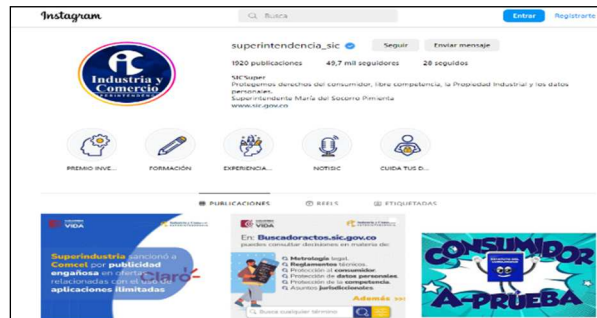 Instagram
Busca
Entrar
Registrarte
superintendencia_sic
Seguir
Enviar mensaje
1920 publicaciones
49,7 mil seguidores
28 seguidos
SICSuper
Protegemos derechos del consumidor, libre competencia, la Propiedad Industrial y los datos
personales.
Superintendente María del Socorro Pimienta
www.sic.gov.co
Industria y
Comercio
SUPERINTENDENCIA
PREMIO INVE...
FORMACIÓN
EXPERIENCIA...
NOTISIC
CUIDA TUS D...
PUBLICACIONES
REELS
ETIQUETADAS
VIDA
Superindustria sancionó a
Comcel por publicidad
engañosa en ofertas
relacionadas con el uso de
aplicaciones ilimitadas
Claro
VIDA
En: Buscadoractos.sic.gov.co
puedes consultar decisiones en materia de:
Metrología legal.
Reglamentos técnicos.
Protección al consumidor.
Protección de datos personales.
Protección de la competencia.
Asuntos jurisdiccionales.
Además >>>
Busca cualquier término
CONSUMIDOR
A-PRUEBA